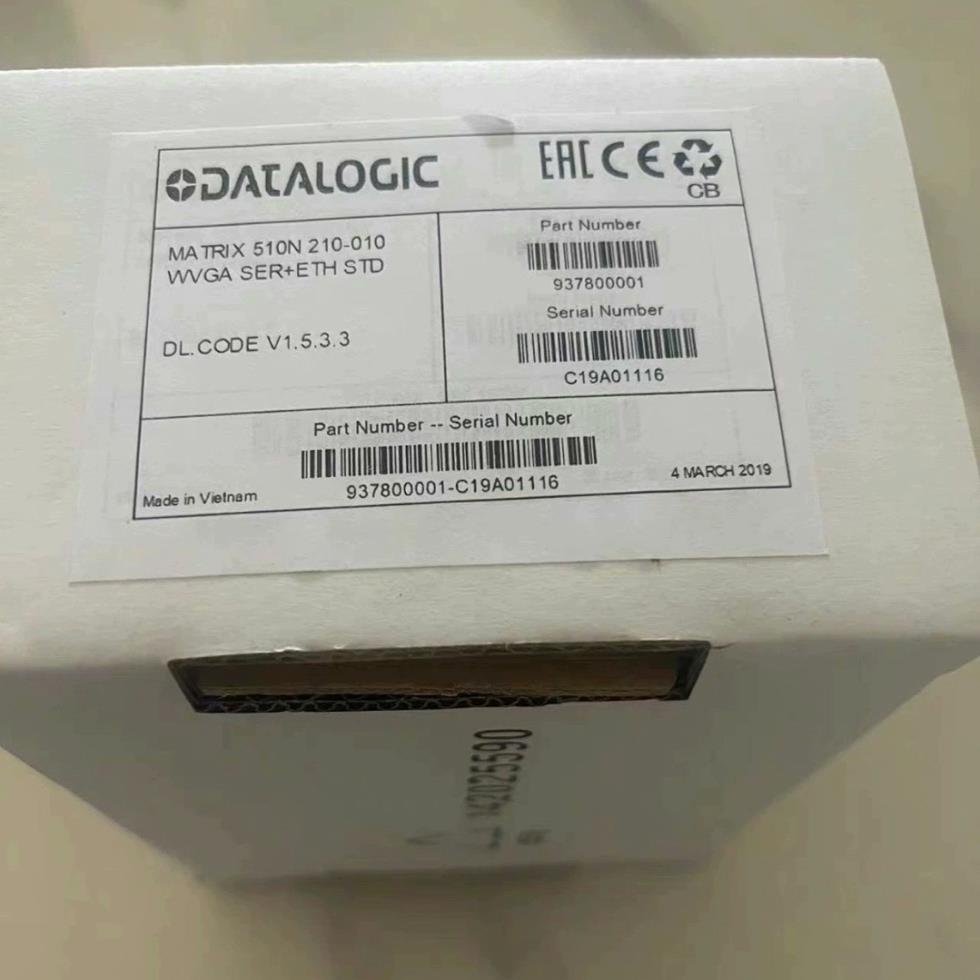 DATALOGIC
EAC CE
CB
MATRIX 510N 210-010
WVGA SER+ETH STD
DL.CODE V1.5.3.3
Part Number
937800001
Serial Number
C19A01116
Part Number -- Serial Number
937800001-C19A01116
Made in Vietnam
4 MARCH 2019
142025590